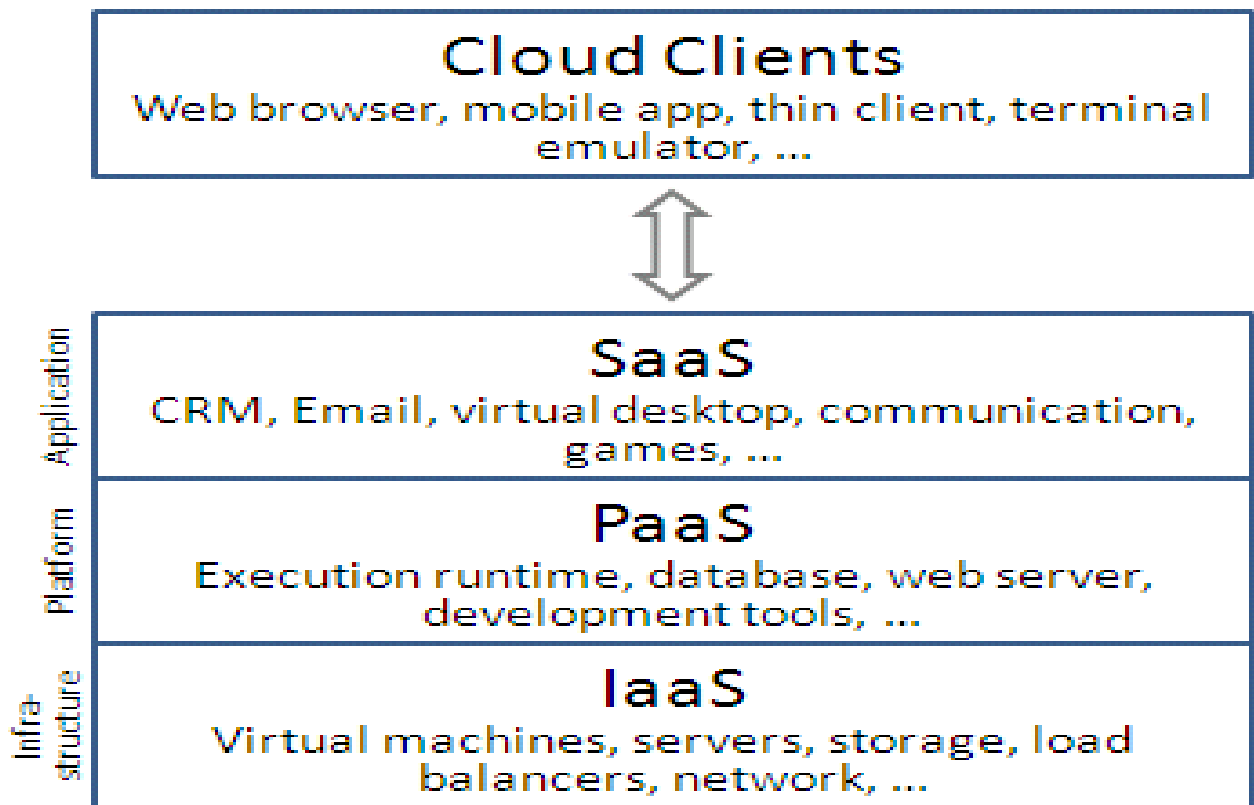 Cloud Clients
Web browser, mobile app, thin client, terminal
emulator, ...
Application
SaaS
CRM, Email, virtual desktop, communication,
games, ...
Platform
PaaS
Execution runtime, database, web server,
development tools, ...
Infra-
structure
IaaS
Virtual machines, servers, storage, load
balancers, network, ...